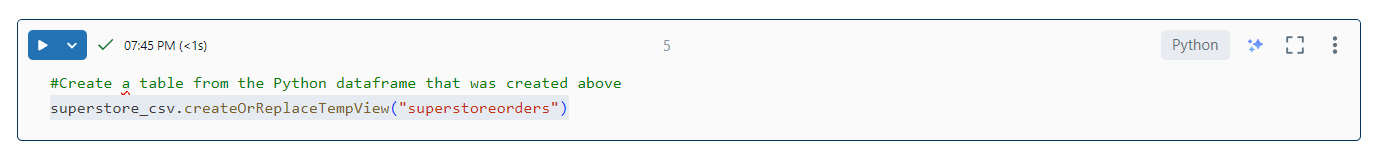 07:45 PM (<1s)
5
Python
#Create a table from the Python dataframe that was created above
superstore_csv.createOrReplaceTempView("superstoreorders")